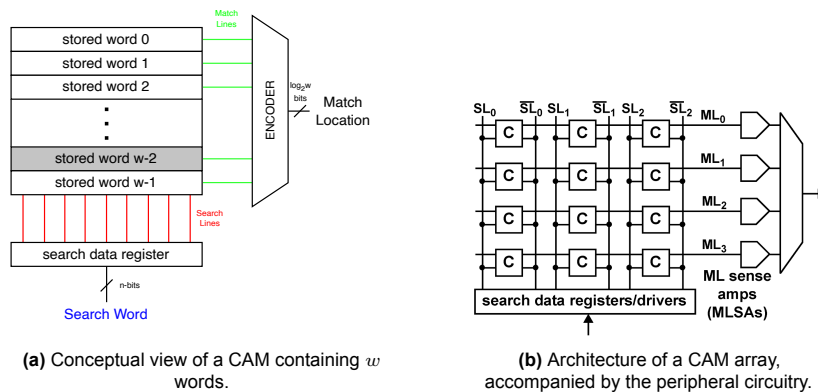 Match
Lines
stored word 0
stored word 1
stored word 2
stored word w-2
stored word w-1
ENCODER
log₂w
bits
Match
Location
Search
Lines
search data register
n-bits
Search Word
(a) Conceptual view of a CAM containing w
words.
SL₀ S̅L̅₀ SL₁ S̅L̅₁ SL₂ S̅L̅₂
C C C ML₀
C C C ML₁
C C C ML₂
C C C ML₃
search data registers/drivers
ML sense
amps
(MLSAs)
(b) Architecture of a CAM array,
accompanied by the peripheral circuitry.